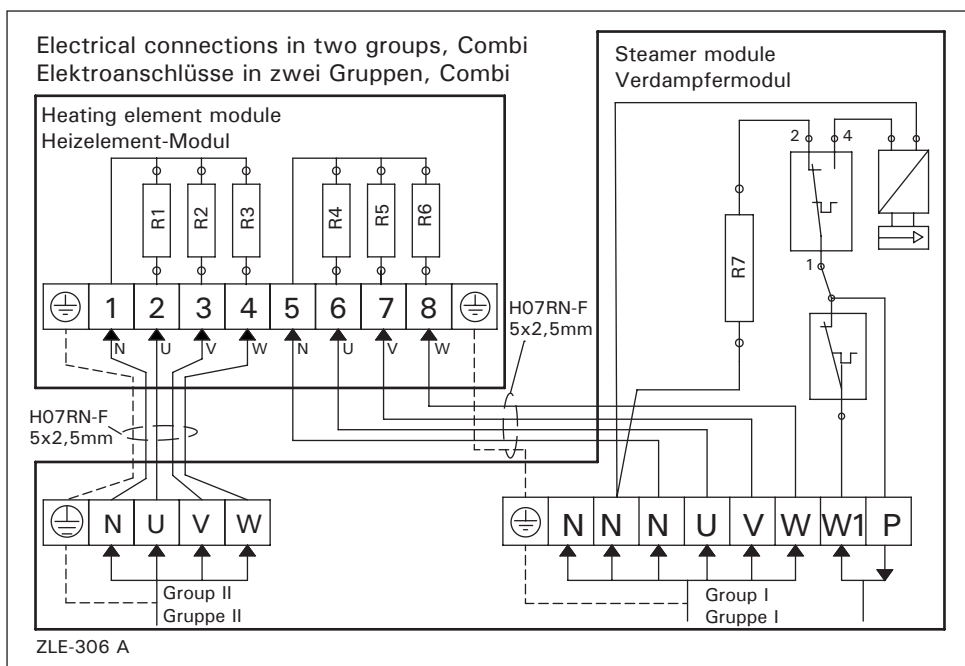 Electrical connections in two groups, Combi
Elektroanschlüsse in zwei Gruppen, Combi
Steamer module
Verdampfermodul
Heating element module
Heizelement-Modul
2 4
R1 R2 R3 R4 R5 R6
R7
1
1 2 3 4 5 6 7 8
N U V W N U V W
H07RN-F
5x2,5mm
H07RN-F
5x2,5mm
N U V W
N N N U V W W1 P
Group II
Gruppe II
Group I
Gruppe I
ZLE-306 A